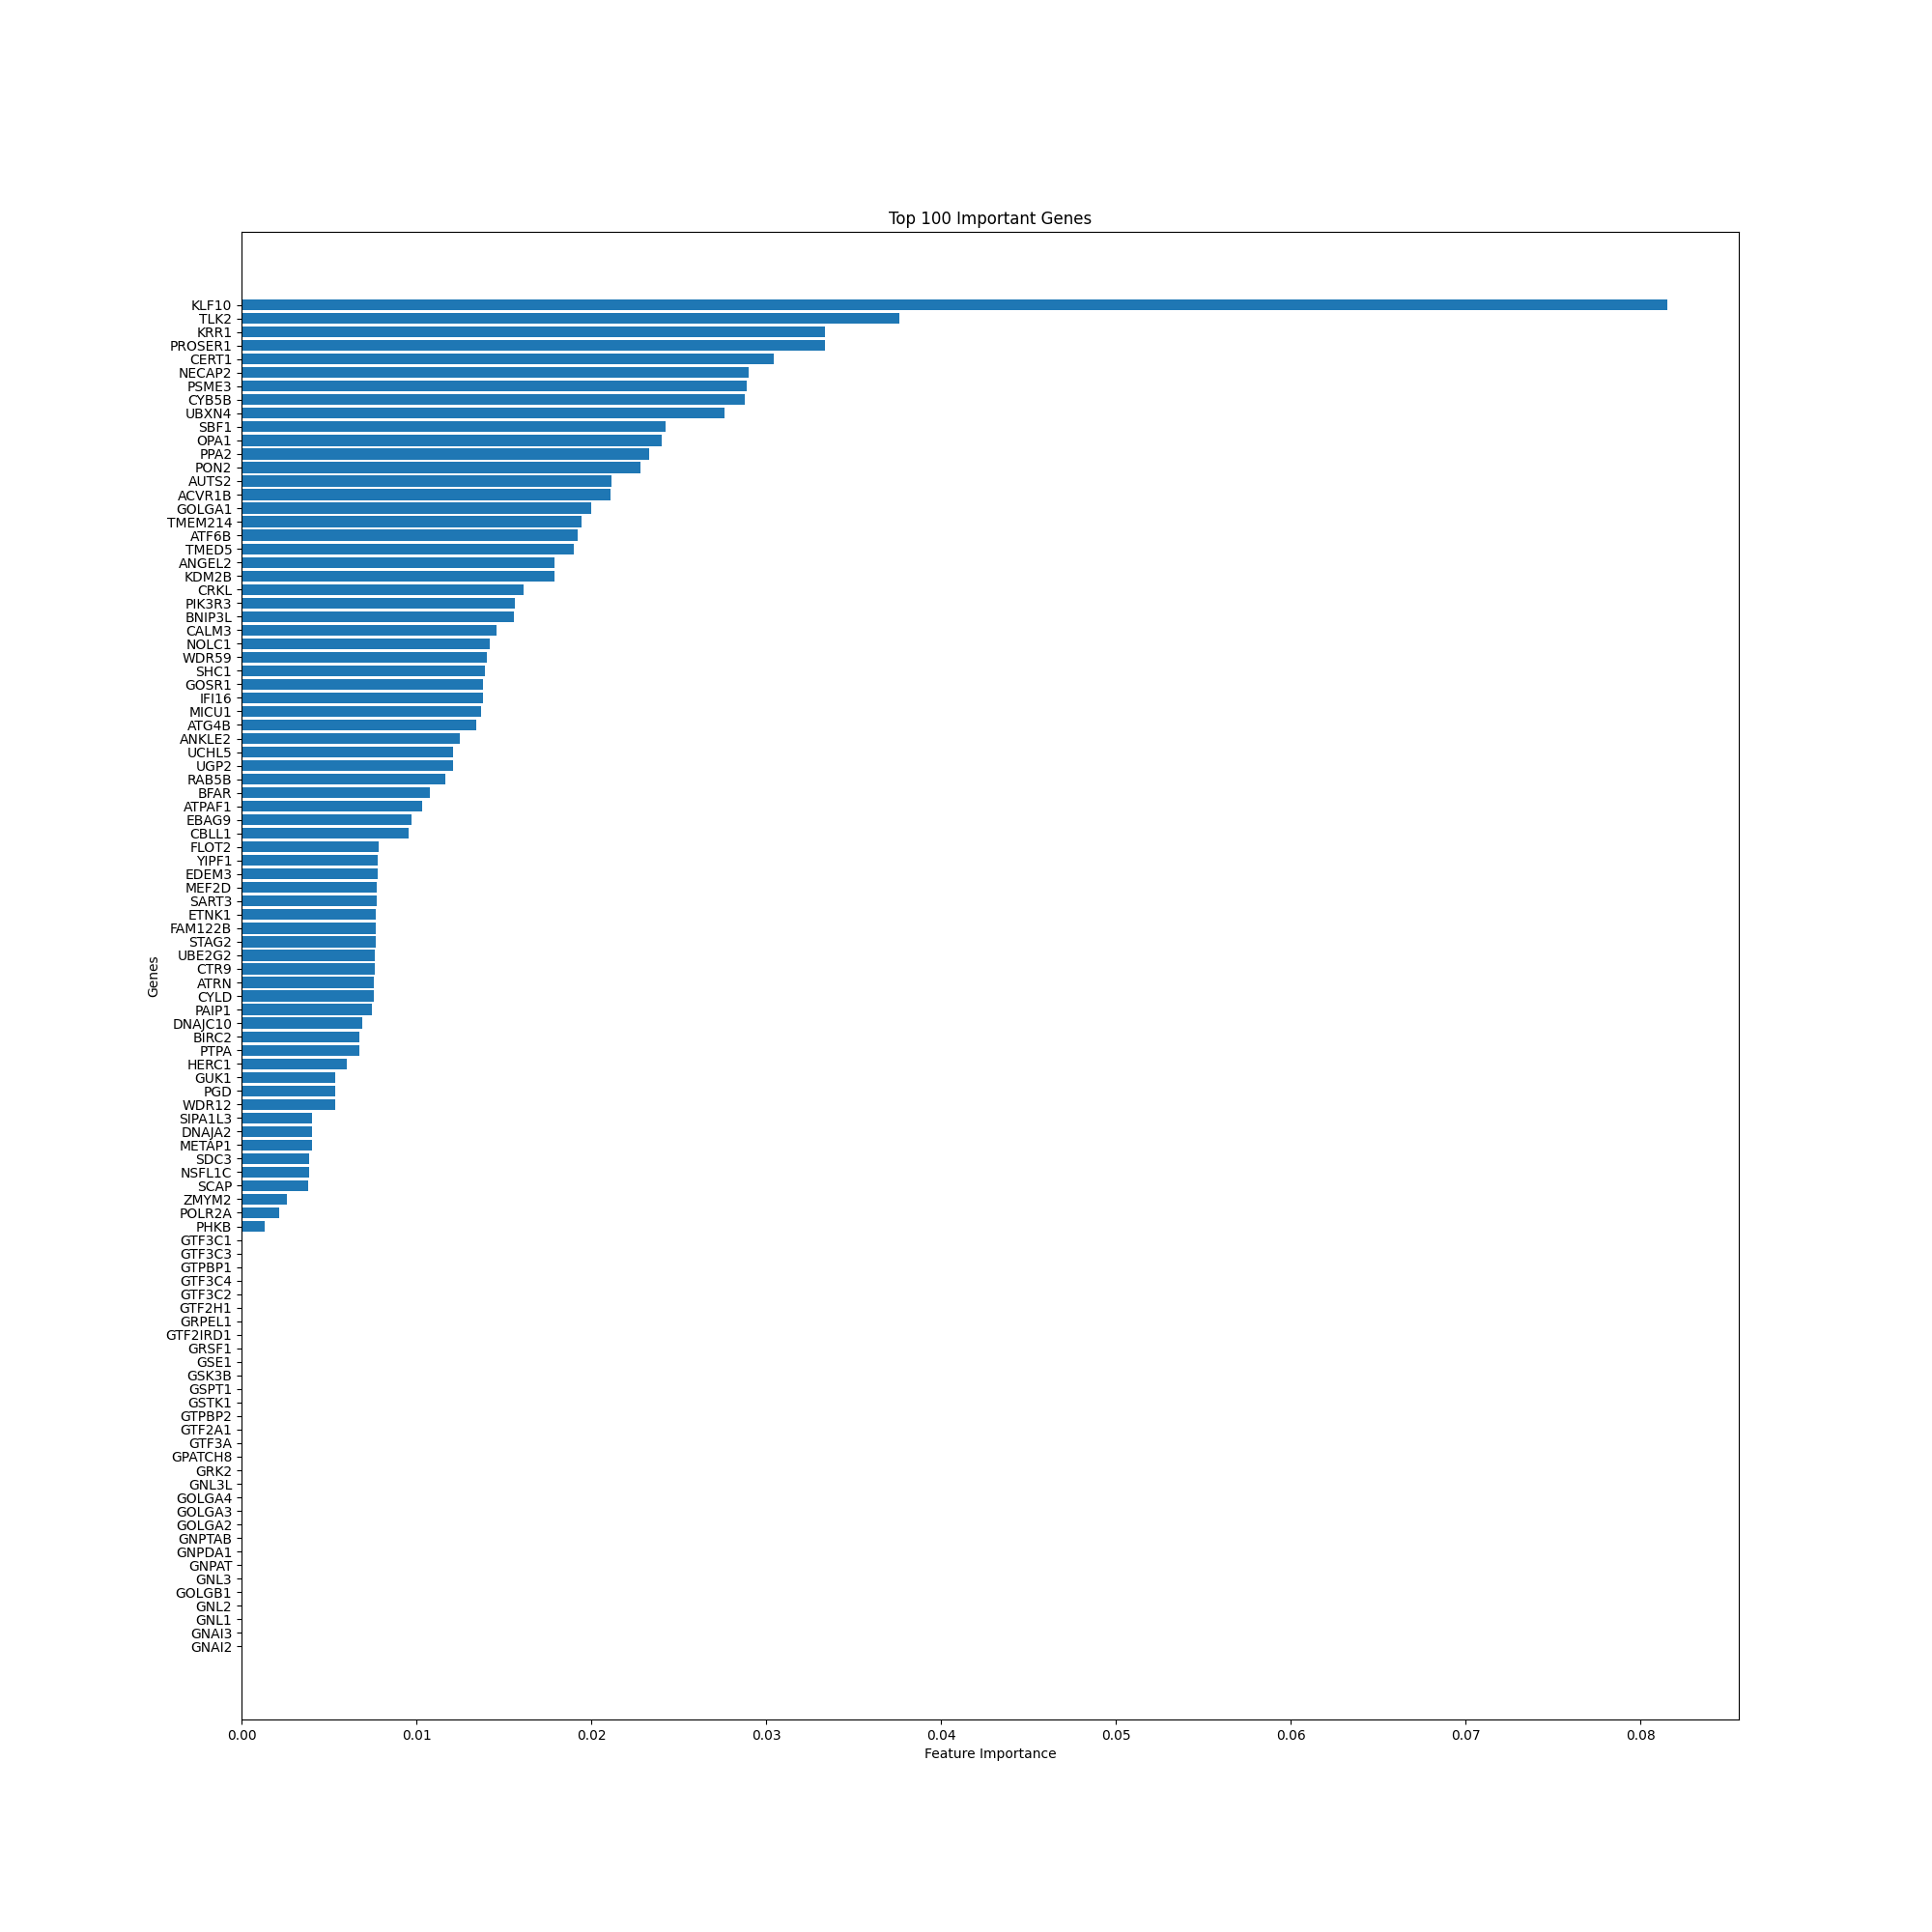 Top 100 Important Genes
KLF10
TLK2
KRR1
PROSER1
CERT1
NECAP2
PSME3
CYB5B
UBXN4
SBF1
OPA1
PPA2
PON2
AUTS2
ACVR1B
GOLGA1
TMEM214
ATF6B
TMED5
ANGEL2
KDM2B
CRKL
PIK3R3
BNIP3L
CALM3
NOLC1
WDR59
SHC1
GOSR1
IFI16
MICU1
ATG4B
ANKLE2
UCHL5
UGP2
RAB5B
BFAR
ATPAF1
EBAG9
CBLL1
FLOT2
YIPF1
EDEM3
MEF2D
SART3
ETNK1
FAM122B
STAG2
UBE2G2
CTR9
ATRN
CYLD
PAIP1
DNAJC10
BIRC2
PTPA
HERC1
GUK1
PGD
WDR12
SIPA1L3
DNAJA2
METAP1
SDC3
NSFL1C
SCAP
ZMYM2
POLR2A
PHKB
GTF3C1
GTF3C3
GTPBP1
GTF3C4
GTF3C2
GTF2H1
GRPEL1
GTF2IRD1
GRSF1
GSE1
GSK3B
GSPT1
GSTK1
GTPBP2
GTF2A1
GTF3A
GPATCH8
GRK2
GNL3L
GOLGA4
GOLGA3
GOLGA2
GNPTAB
GNPDA1
GNPAT
GNL3
GOLGB1
GNL2
GNL1
GNAI3
GNAI2
Genes
0.00 0.01 0.02 0.03 0.04 0.05 0.06 0.07 0.08
Feature Importance